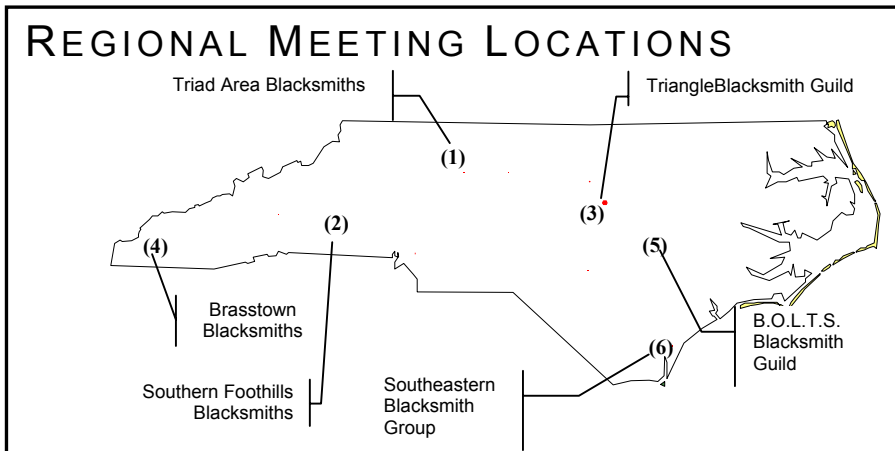 REGIONAL MEETING LOCATIONS
Triad Area Blacksmiths
TriangleBlacksmith Guild
(1)
(3)
(2)
(4)
(5)
Brasstown
Blacksmiths
B.O.L.T.S.
Blacksmith
Guild
(6)
Southern Foothills
Blacksmiths
Southeastern
Blacksmith
Group